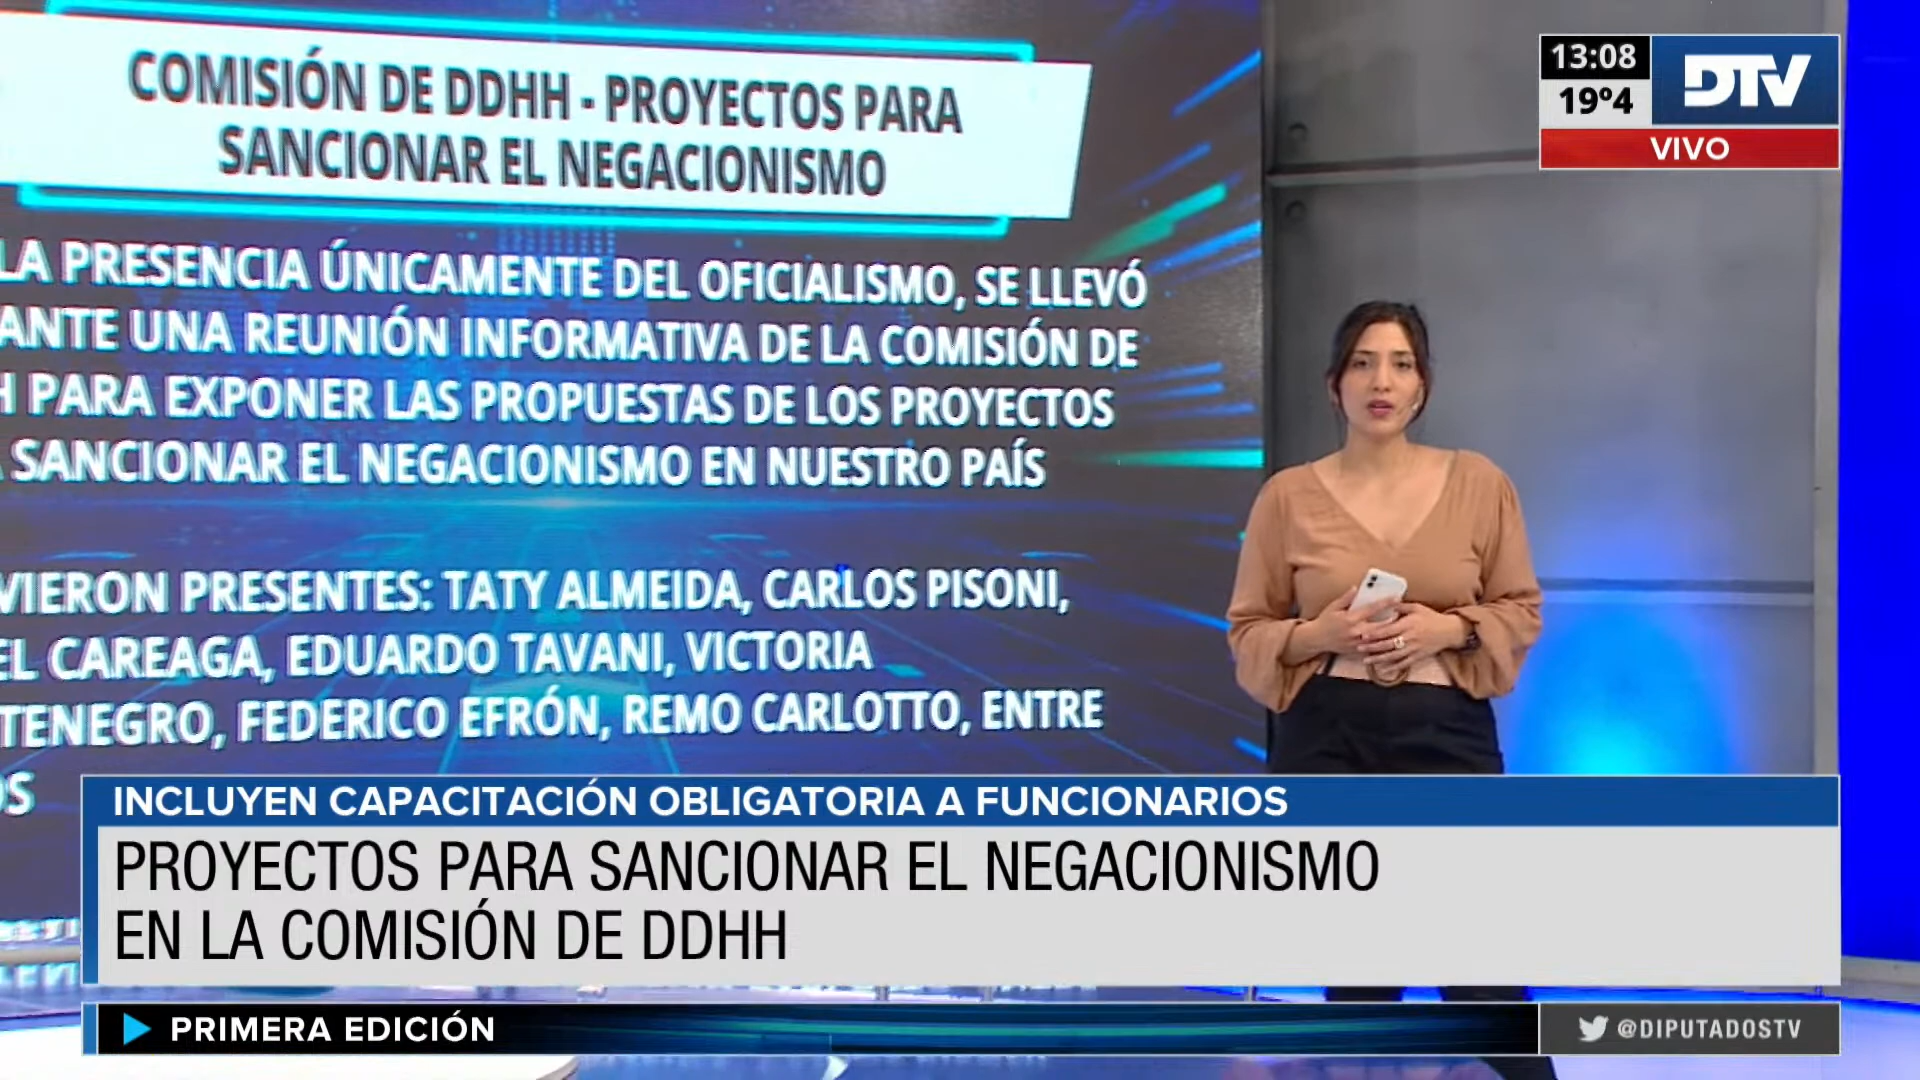 COMISIÓN DE DDHH - PROYECTOS PARA
SANCIONAR EL NEGACIONISMO
LA PRESENCIA ÚNICAMENTE DEL OFICIALISMO, SE LLEVÓ
ANTE UNA REUNIÓN INFORMATIVA DE LA COMISIÓN DE
H PARA EXPONER LAS PROPUESTAS DE LOS PROYECTOS
A SANCIONAR EL NEGACIONISMO EN NUESTRO PAÍS
VIERON PRESENTES: TATY ALMEIDA, CARLOS PISONI,
EL CAREAGA, EDUARDO TAVANI, VICTORIA
TENEGRO, FEDERICO EFRÓN, REMO CARLOTTO, ENTRE
OS
13:08
19º4
DTV
VIVO
INCLUYEN CAPACITACIÓN OBLIGATORIA A FUNCIONARIOS
PROYECTOS PARA SANCIONAR EL NEGACIONISMO
EN LA COMISIÓN DE DDHH
PRIMERA EDICIÓN
@DIPUTADOSTV